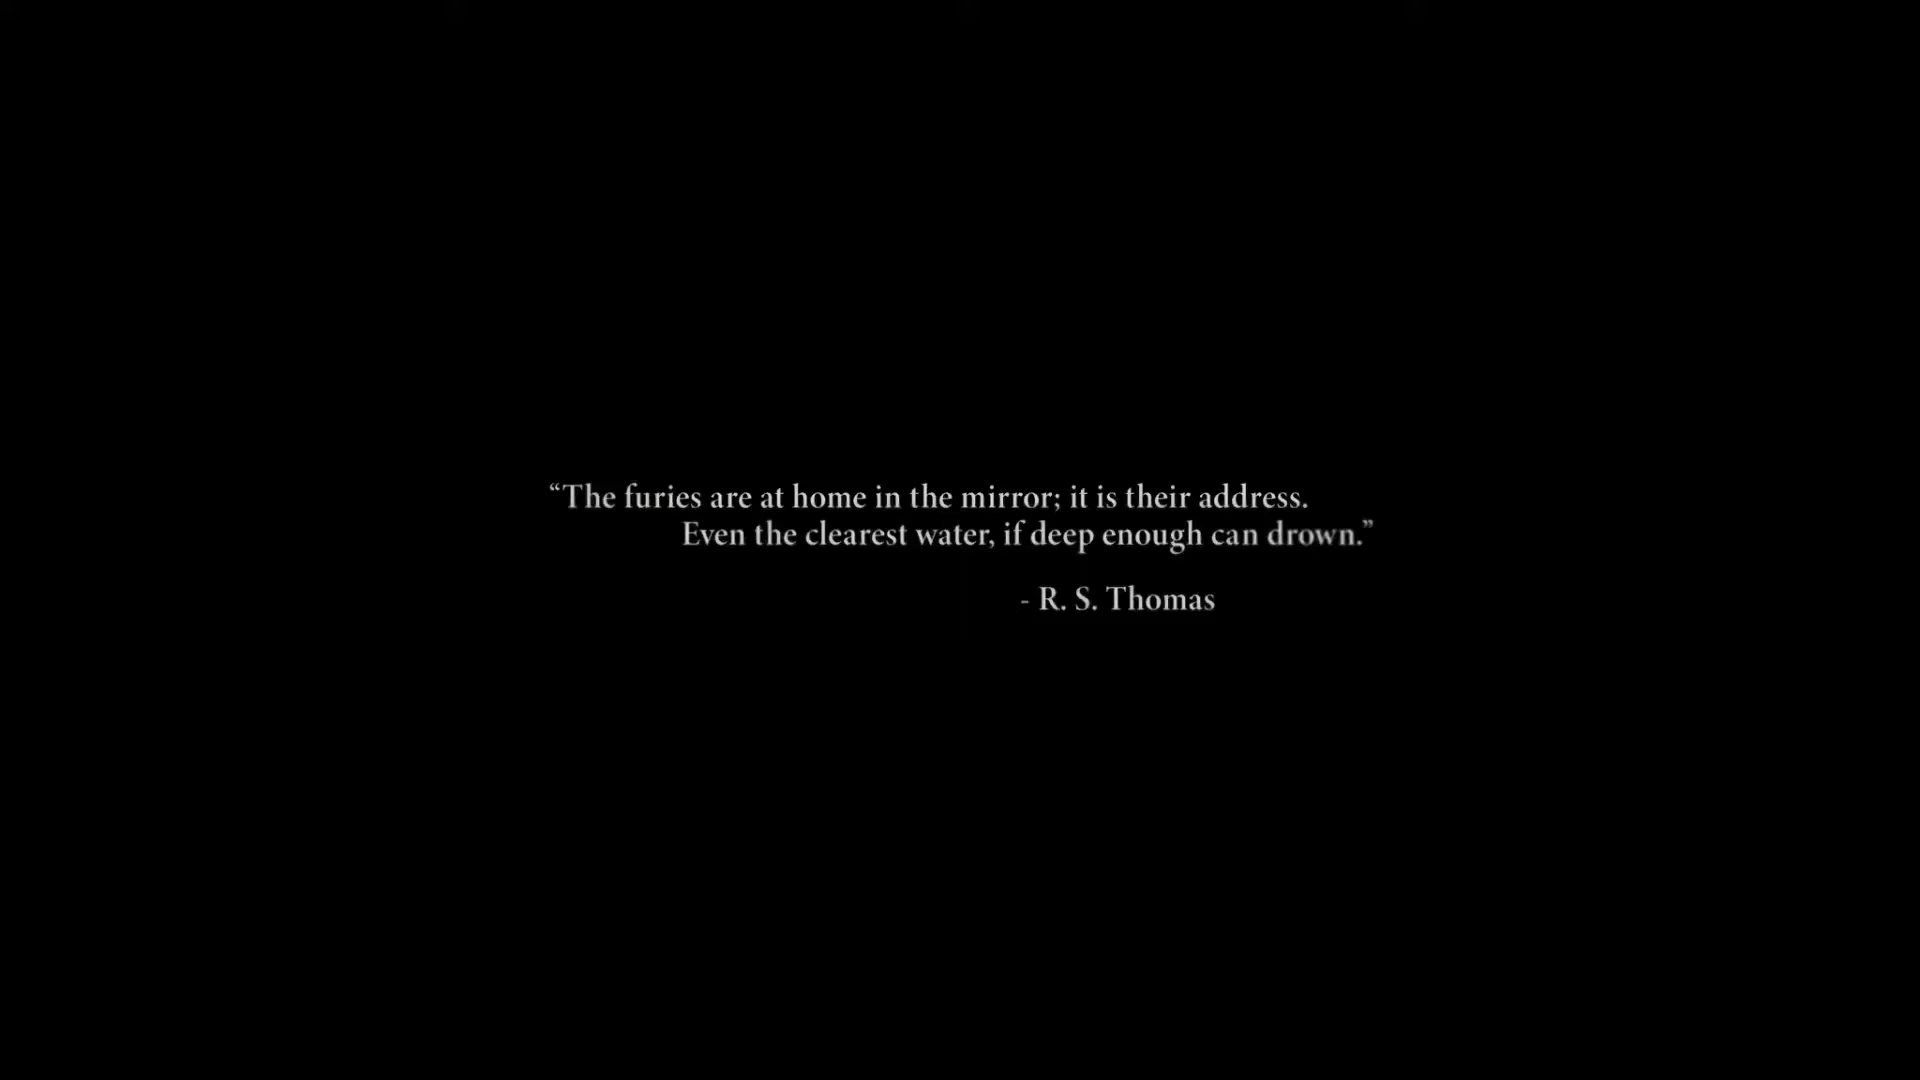 “The furies are at home in the mirror; it is their address.
Even the clearest water, if deep enough can drown.”
- R. S. Thomas